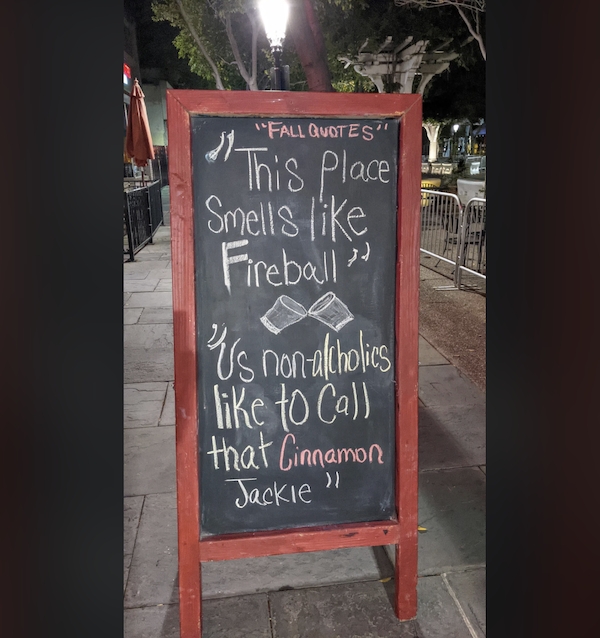 "FALL QUOTES"
"This Place
Smells like
Fireball"
"Us non-alcholics
like to Call
that Cinnamon
Jackie"